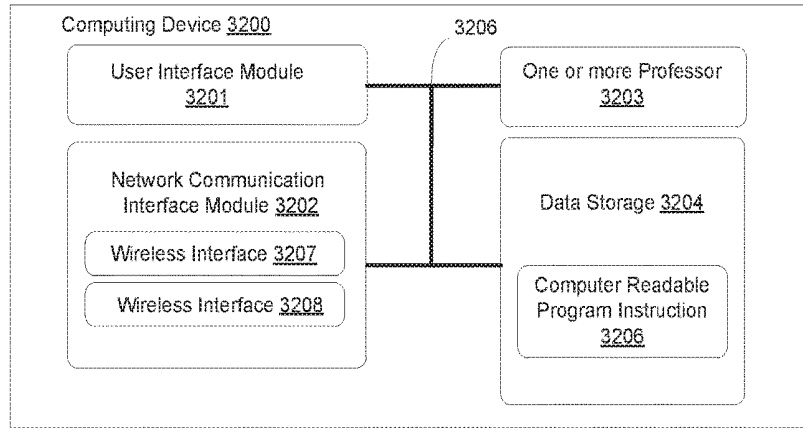 Computing Device 3200
3206
User Interface Module
3201
One or more Professor
3203
Network Communication
Interface Module 3202
Wireless Interface 3207
Wireless Interface 3208
Data Storage 3204
Computer Readable
Program Instruction
3206